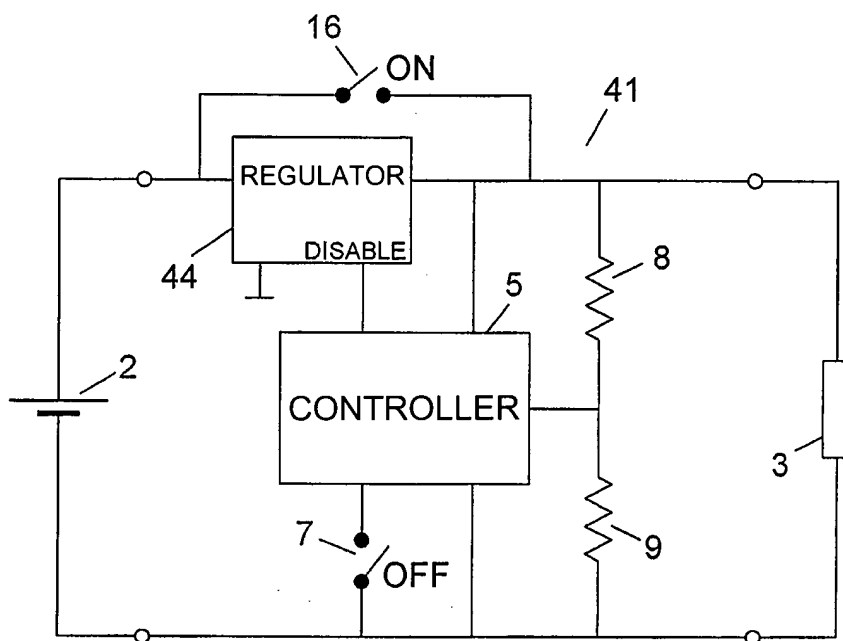 16
ON
41
REGULATOR
DISABLE
44
8
5
2
CONTROLLER
3
7
OFF
9